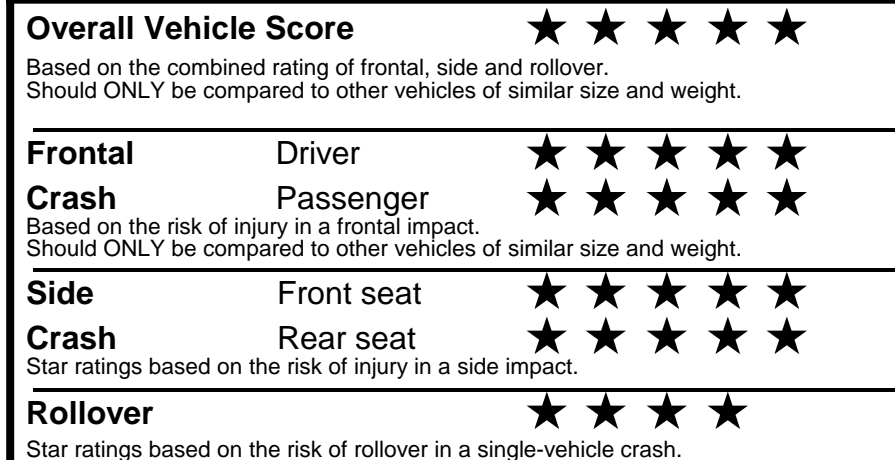 Overall Vehicle Score ★ ★ ★ ★ ★
Based on the combined rating of frontal, side and rollover.
Should ONLY be compared to other vehicles of similar size and weight.
Frontal Driver ★ ★ ★ ★ ★
Crash Passenger ★ ★ ★ ★ ★
Based on the risk of injury in a frontal impact.
Should ONLY be compared to other vehicles of similar size and weight.
Side Front seat ★ ★ ★ ★ ★
Crash Rear seat ★ ★ ★ ★ ★
Star ratings based on the risk of injury in a side impact.
Rollover ★ ★ ★ ★
Star ratings based on the risk of rollover in a single-vehicle crash.